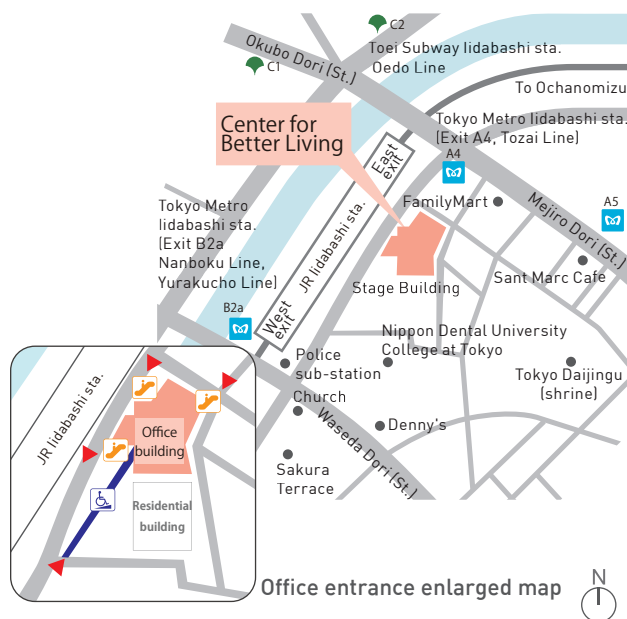 C2
Okubo Dori (St.)
Toei Subway Iidabashi sta.
Oedo Line
C1
To Ochanomizu
Center for
Better Living
Tokyo Metro Iidabashi sta.
(Exit A4, Tozai Line)
East
exit
A4
FamilyMart
A5
Mejiro Dori (St.)
Tokyo Metro
Iidabashi sta.
(Exit B2a
Nanboku Line,
Yurakucho Line)
JR Iidabashi sta.
Sant Marc Cafe
Stage Building
B2a
West
exit
Nippon Dental University
College at Tokyo
Police
sub-station
Tokyo Daijingu
(shrine)
Church
Waseda Dori (St.)
Denny's
Sakura
Terrace
JR Iidabashi sta.
Office
building
Residential
building
Office entrance enlarged map
N